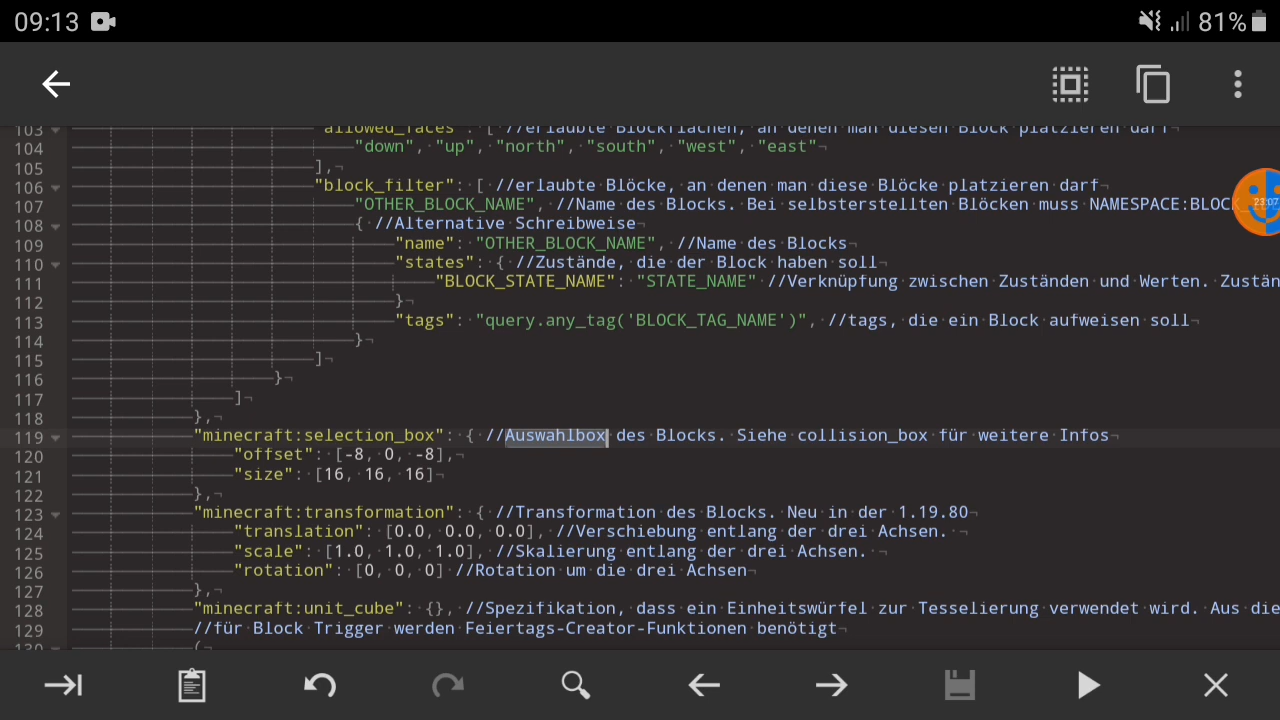 09:13 81%
103 allowed_faces": [ //erlaubte Blockflächen, an denen man diesen Block platzieren darf
104 "down", "up", "north", "south", "west", "east"
105 ],
106 "block_filter": [ //erlaubte Blöcke, an denen man diese Blöcke platzieren darf
107 "OTHER_BLOCK_NAME", //Name des Blocks. Bei selbsterstellten Blöcken muss NAMESPACE:BLOCK_
23:07
108 { //Alternative Schreibweise
109 "name": "OTHER_BLOCK_NAME", //Name des Blocks
110 "states": { //Zustände, die der Block haben soll
111 "BLOCK_STATE_NAME": "STATE_NAME" //Verknüpfung zwischen Zuständen und Werten. Zustän
112 }
113 "tags": "query.any_tag('BLOCK_TAG_NAME')", //tags, die ein Block aufweisen soll
114 }
115 ]
116 }
117 ]
118 },
119 "minecraft:selection_box": { //Auswahlbox des Blocks. Siehe collision_box für weitere Infos
120 "offset": [-8, 0, -8],
121 "size": [16, 16, 16]
122 },
123 "minecraft:transformation": { //Transformation des Blocks. Neu in der 1.19.80
124 "translation": [0.0, 0.0, 0.0], //Verschiebung entlang der drei Achsen.
125 "scale": [1.0, 1.0, 1.0], //Skalierung entlang der drei Achsen.
126 "rotation": [0, 0, 0] //Rotation um die drei Achsen
127 },
128 "minecraft:unit_cube": {}, //Spezifikation, dass ein Einheitswürfel zur Tesselierung verwendet wird. Aus die
129 //für Block Trigger werden Feiertags-Creator-Funktionen benötigt
130